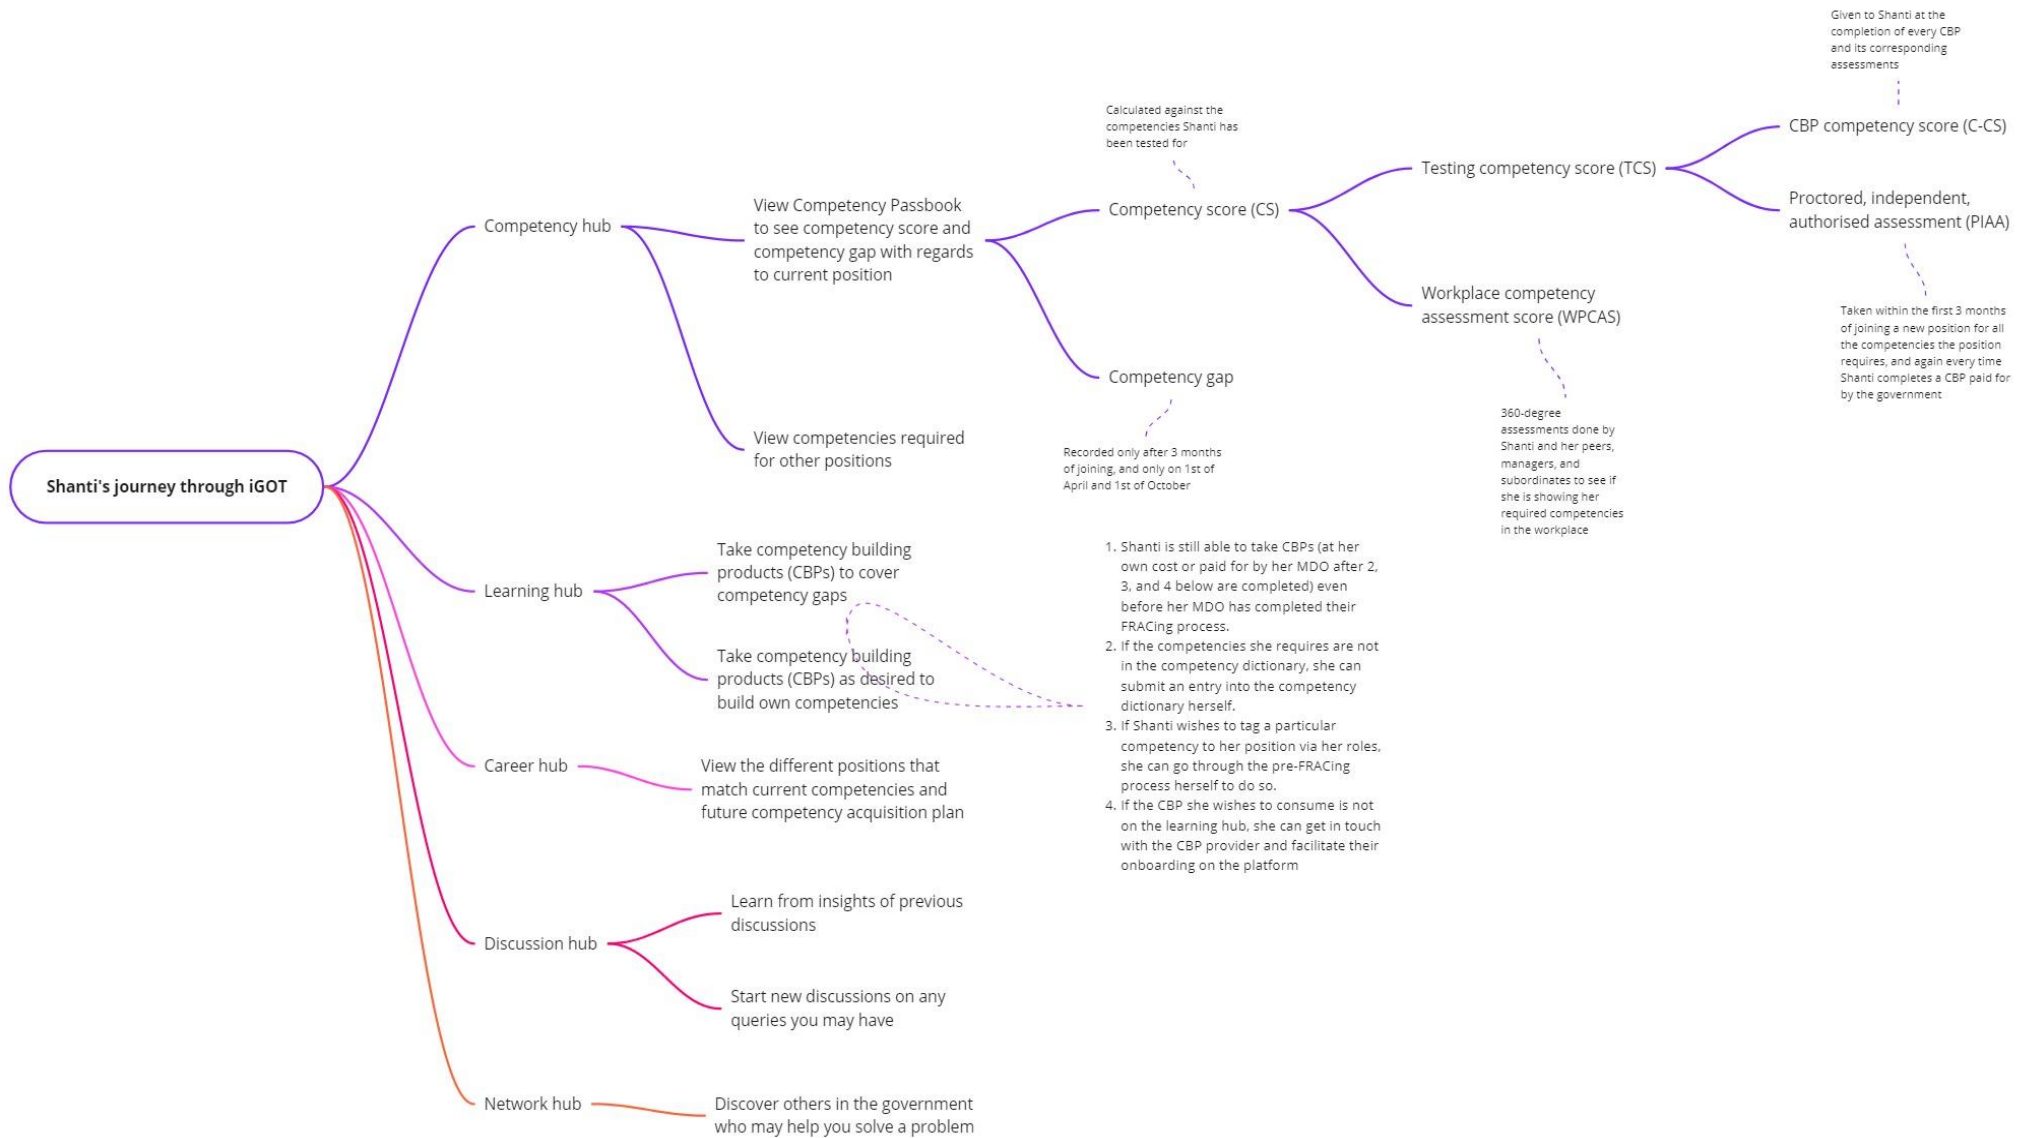 Shanti's journey through iGOT
Competency hub
View Competency Passbook
to see competency score and
competency gap with regards
to current position
Calculated against the
competencies Shanti has
been tested for
Competency score (CS)
Testing competency score (TCS)
Given to Shanti at the
completion of every CBP
and its corresponding
assessments
CBP competency score (C-CS)
Proctored, independent,
authorised assessment (PIAA)
Taken within the first 3 months
of joining a new position for all
the competencies the position
requires, and again every time
Shanti completes a CBP paid for
by the government
Workplace competency
assessment score (WPCAS)
360-degree
assessments done by
Shanti and her peers,
managers, and
subordinates to see if
she is showing her
required competencies
in the workplace
Competency gap
Recorded only after 3 months
of joining, and only on 1st of
April and 1st of October
View competencies required
for other positions
Learning hub
Take competency building
products (CBPs) to cover
competency gaps
Take competency building
products (CBPs) as desired to
build own competencies
1. Shanti is still able to take CBPs (at her
own cost or paid for by her MDO after 2,
3, and 4 below are completed) even
before her MDO has completed their
FRACing process.
2. If the competencies she requires are not
in the competency dictionary, she can
submit an entry into the competency
dictionary herself.
3. If Shanti wishes to tag a particular
competency to her position via her roles,
she can go through the pre-FRACing
process herself to do so.
4. If the CBP she wishes to consume is not
on the learning hub, she can get in touch
with the CBP provider and facilitate their
onboarding on the platform
Career hub
View the different positions that
match current competencies and
future competency acquisition plan
Discussion hub
Learn from insights of previous
discussions
Start new discussions on any
queries you may have
Network hub
Discover others in the government
who may help you solve a problem